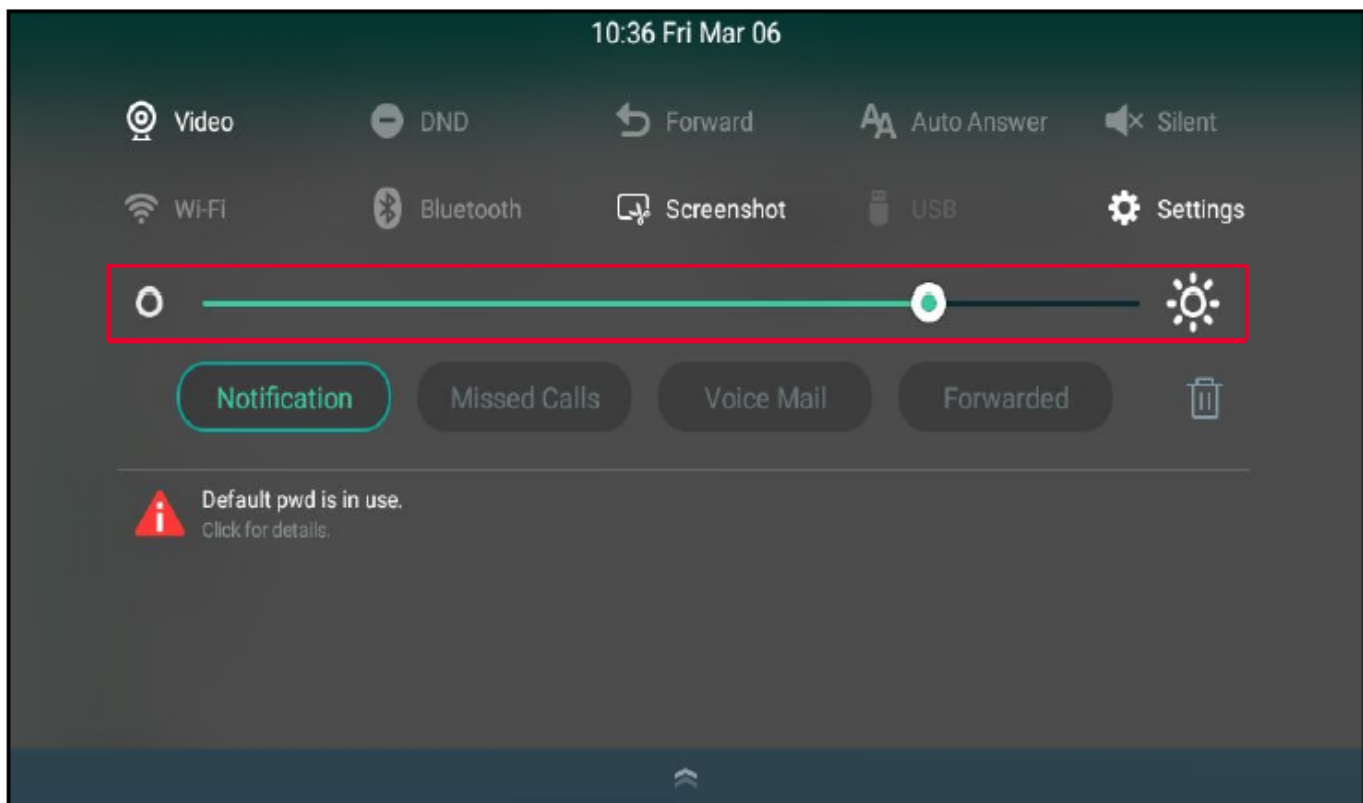 10:36 Fri Mar 06
Video DND Forward Auto Answer Silent
Wi-Fi Bluetooth Screenshot USB Settings
Notification Missed Calls Voice Mail Forwarded
Default pwd is in use.
Click for details.